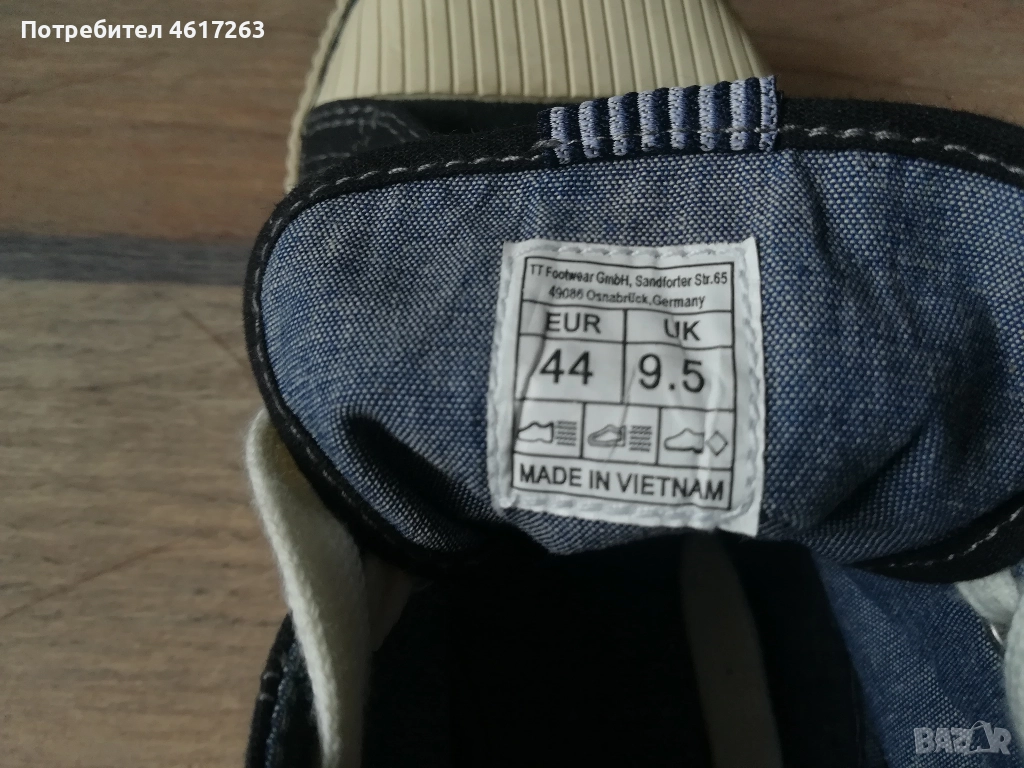 Потребител 4617263
TT Footwear GmbH, Sandforter Str.65
49086 Osnabrück,Germany
EUR UK
44 9.5
MADE IN VIETNAM
BAZAR